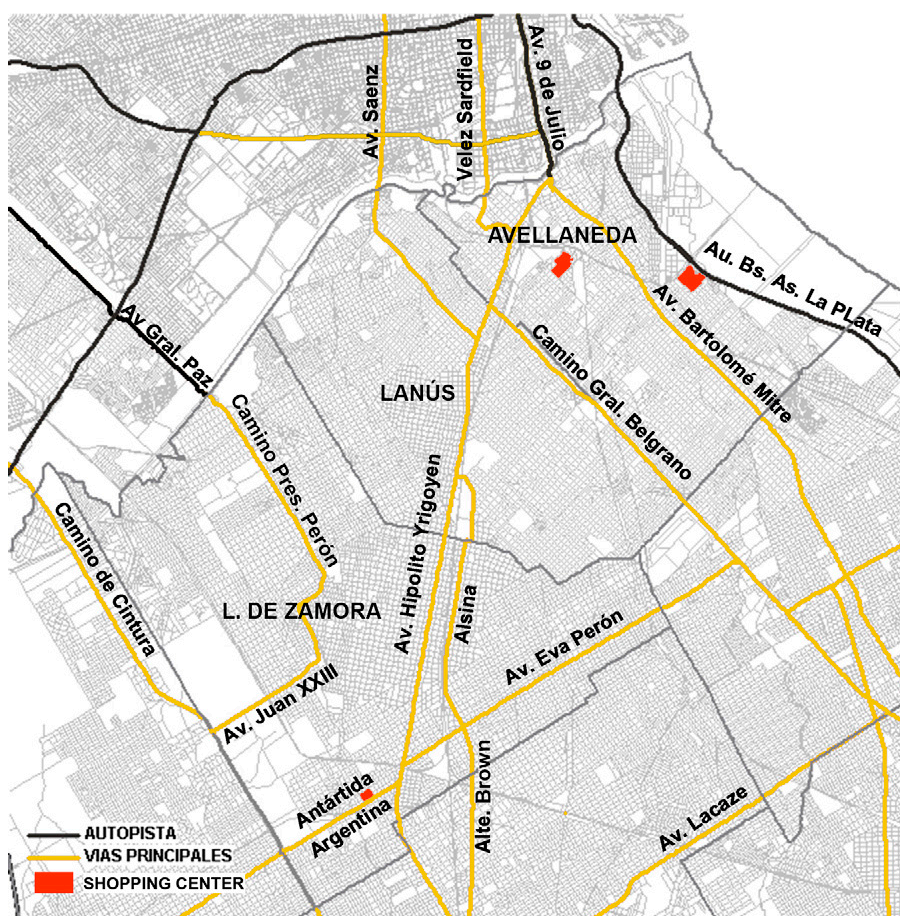 Av. Saenz
Velez Sardfield
Av. 9 de Julio
AVELLANEDA
Au. Bs. As. La PLata
Av. Bartolomé Mitre
Av Gral. Paz
Camino Gral. Belgrano
LANÚS
Camino Pres. Perón
Av. Hipolito Yrigoyen
Camino de Cintura
L. DE ZAMORA
Alsina
Av. Eva Perón
Av. Juan XXIII
Antártida
Argentina
Alte. Brown
Av. Lacaze
AUTOPISTA
VIAS PRINCIPALES
SHOPPING CENTER